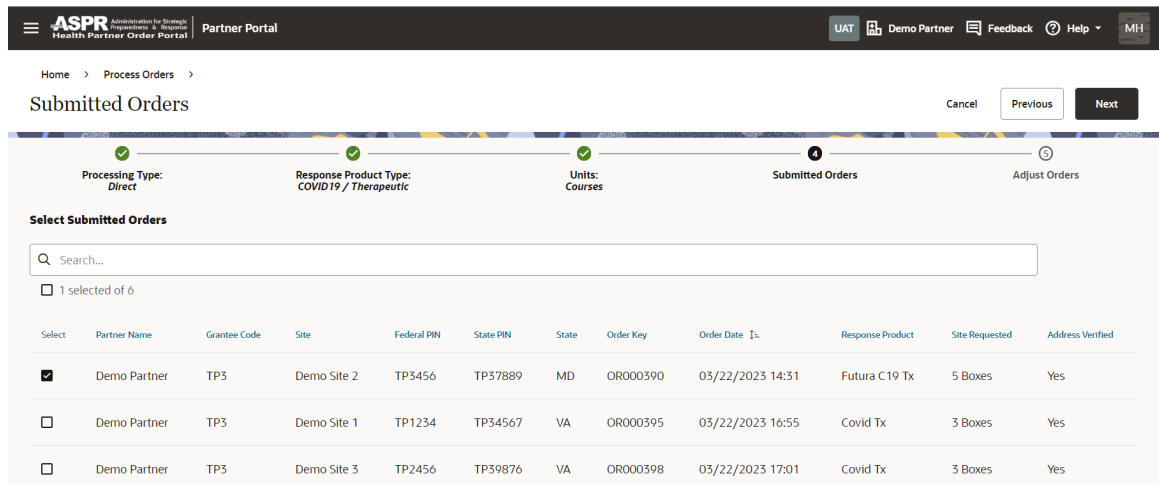 ASPR Administration for Strategic Preparedness & Response
Health Partner Order Portal
Partner Portal
UAT Demo Partner Feedback Help MH
Home > Process Orders >
Submitted Orders
Cancel Previous Next
4 5
Processing Type: Response Product Type: Units: Submitted Orders Adjust Orders
Direct COVID19 / Therapeutic Courses
Select Submitted Orders
Search...
1 selected of 6
Select Partner Name Grantee Code Site Federal PIN State PIN State Order Key Order Date Response Product Site Requested Address Verified
Demo Partner TP3 Demo Site 2 TP3456 TP37889 MD OR000390 03/22/2023 14:31 Futura C19 Tx 5 Boxes Yes
Demo Partner TP3 Demo Site 1 TP1234 TP34567 VA OR000395 03/22/2023 16:55 Covid Tx 3 Boxes Yes
Demo Partner TP3 Demo Site 3 TP2456 TP39876 VA OR000398 03/22/2023 17:01 Covid Tx 3 Boxes Yes